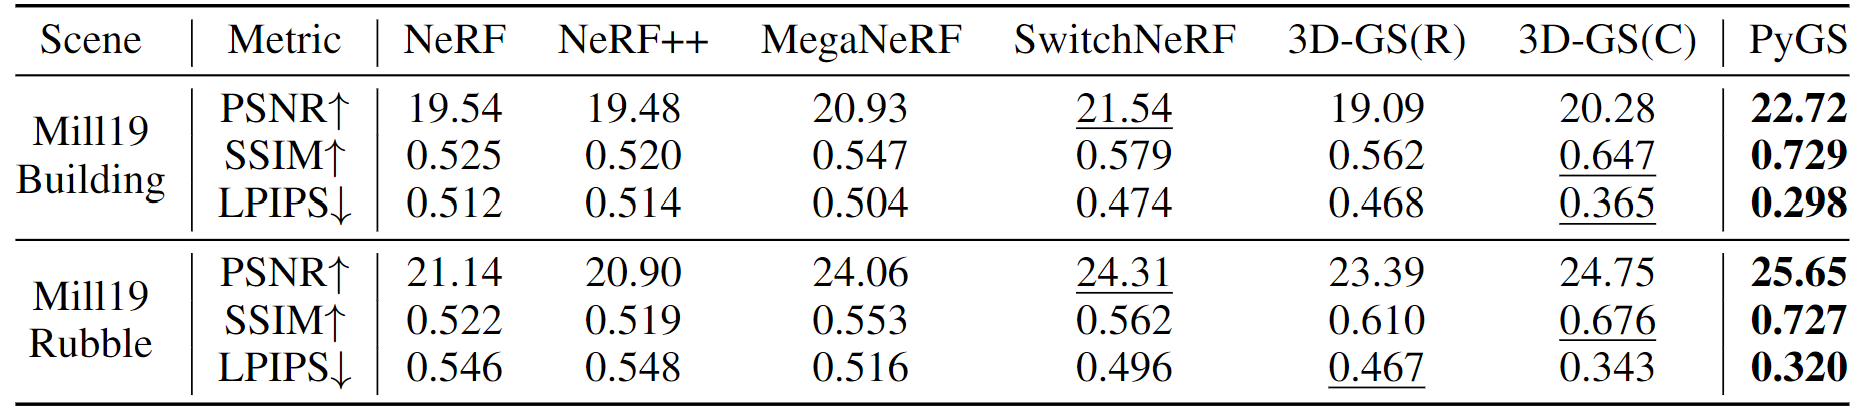 Scene Metric NeRF NeRF++ MegaNeRF SwitchNeRF 3D-GS(R) 3D-GS(C) PyGS
Mill19 Building
PSNR↑ 19.54 19.48 20.93 21.54 19.09 20.28 22.72
SSIM↑ 0.525 0.520 0.547 0.579 0.562 0.647 0.729
LPIPS↓ 0.512 0.514 0.504 0.474 0.468 0.365 0.298
Mill19 Rubble
PSNR↑ 21.14 20.90 24.06 24.31 23.39 24.75 25.65
SSIM↑ 0.522 0.519 0.553 0.562 0.610 0.676 0.727
LPIPS↓ 0.546 0.548 0.516 0.496 0.467 0.343 0.320